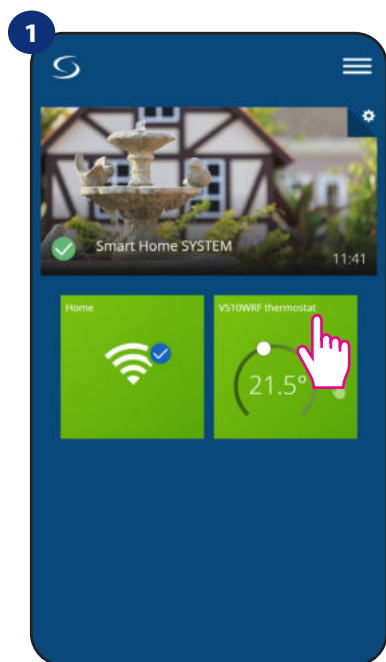 1
Smart Home SYSTEM
11:41
Home
VS10WRF thermostat
21.5°